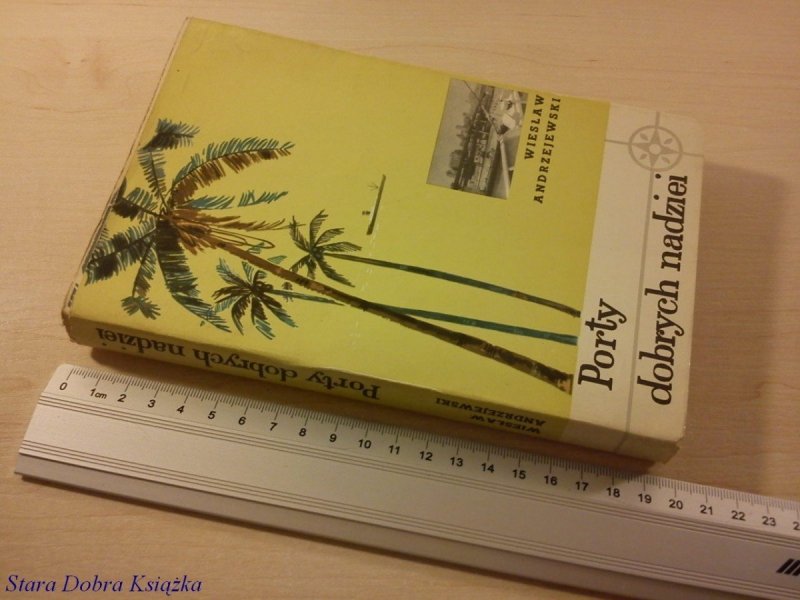 WIESŁAW
ANDRZEJEWSKI
Porty
dobrych nadziei
Porty dobrych nadziei
WIESŁAW
ANDRZEJEWSKI
0 1cm 2 3 4 5 6 7 8 9 10 11 12 13 14 15 16 17 18 19 20 21 22 23
Stara Dobra Książka